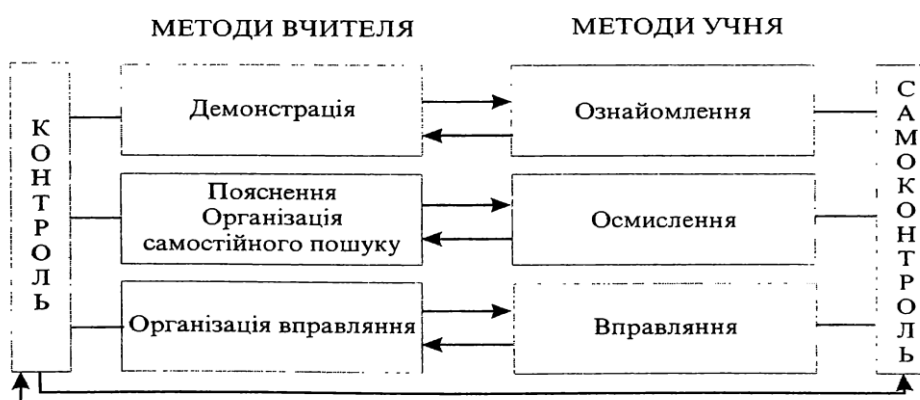 МЕТОДИ ВЧИТЕЛЯ
МЕТОДИ УЧНЯ
КОНТРОЛЬ
Демонстрація
Ознайомлення
Пояснення
Організація
самостійного пошуку
Осмислення
Організація вправляння
Вправляння
САМОКОНТРОЛЬ